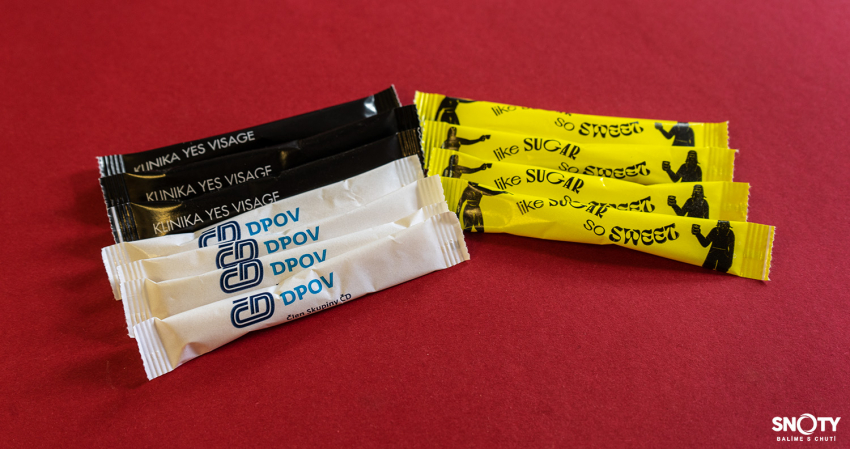 KLINIKA YES VISAGE
KLINIKA YES VISAGE
KLINIKA YES VISAGE
DPOV
DPOV
DPOV
DPOV
Člen Skupiny ČD
like
so SWEET
like SUGAR
so SWEET
like SUGAR
like SUGAR
so SWEET
SNOTY
BALÍME S CHUTÍ